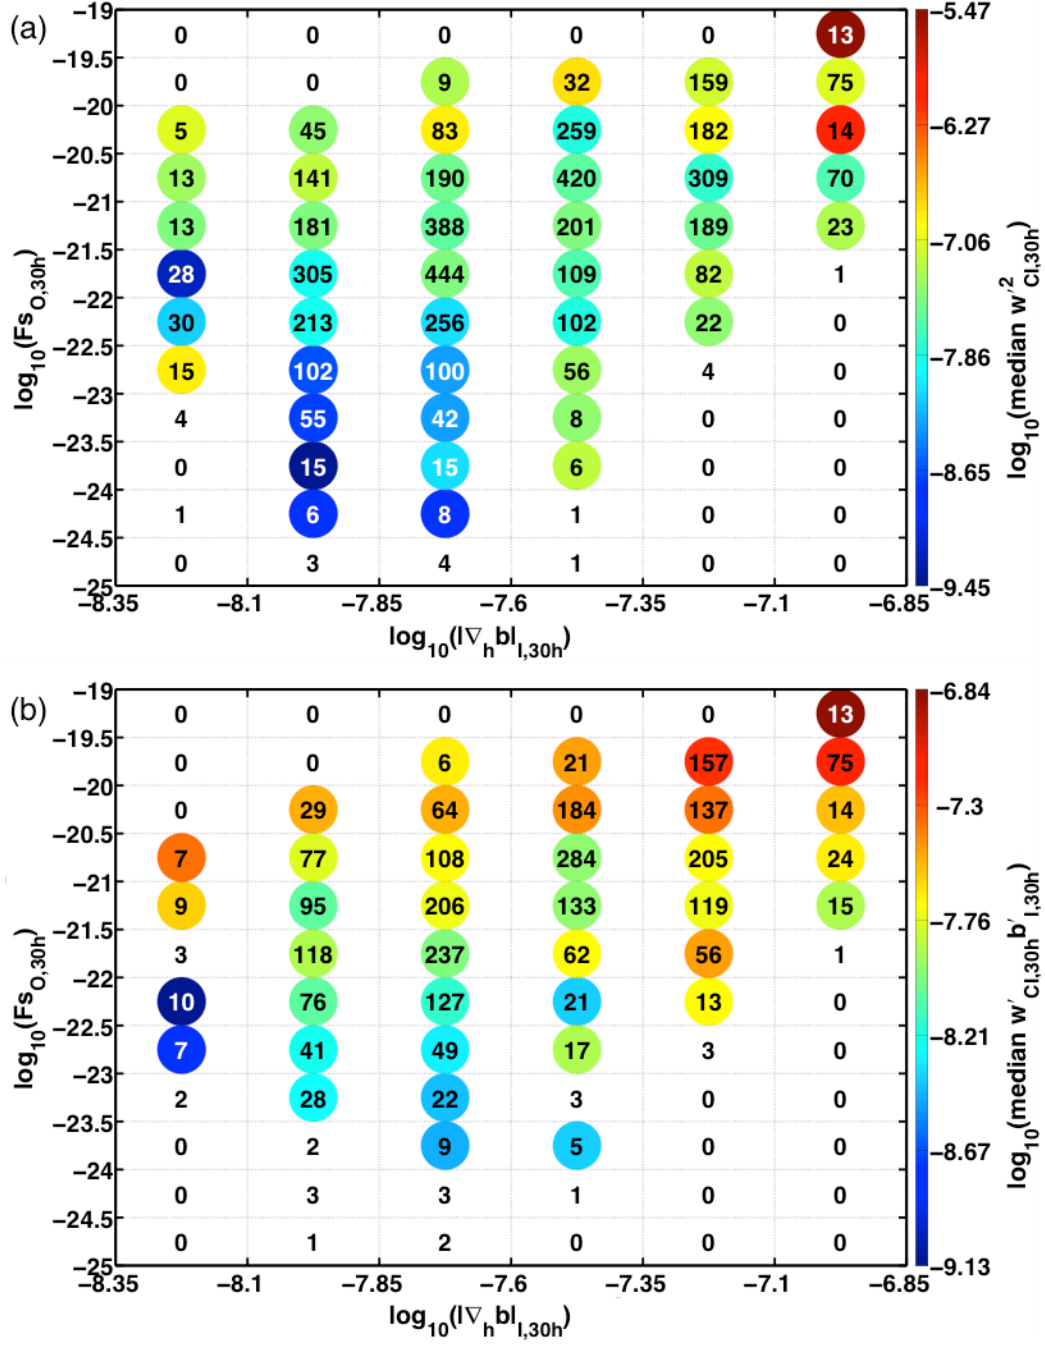 (a)
−19 0 0 0 0 0 13 −5.47
−19.5 0 0 9 32 159 75
−20 5 45 83 259 182 14 −6.27
−20.5 13 141 190 420 309 70
−21 13 181 388 201 189 23 −7.06
−21.5 28 305 444 109 82 1
−22 30 213 256 102 22 0 −7.86
−22.5 15 102 100 56 4 0
−23 4 55 42 8 0 0 −8.65
−23.5 0 15 15 6 0 0
−24 1 6 8 1 0 0
−24.5 0 3 4 1 0 0
−25 −9.45
−8.35 −8.1 −7.85 −7.6 −7.35 −7.1 −6.85
log10(|∇hb|I,30h)
log10(FsO,30h)
log10(median w′2CI,30h)
(b)
−19 0 0 0 0 0 13 −6.84
−19.5 0 0 6 21 157 75
−20 0 29 64 184 137 14 −7.3
−20.5 7 77 108 284 205 24
−21 9 95 206 133 119 15 −7.76
−21.5 3 118 237 62 56 1
−22 10 76 127 21 13 0 −8.21
−22.5 7 41 49 17 3 0
−23 2 28 22 3 0 0
−23.5 0 2 9 5 0 0 −8.67
−24 0 3 3 1 0 0
−24.5 0 1 2 0 0 0
−25 −9.13
−8.35 −8.1 −7.85 −7.6 −7.35 −7.1 −6.85
log10(|∇hb|I,30h)
log10(FsO,30h)
log10(median w′CI,30hb′I,30h)